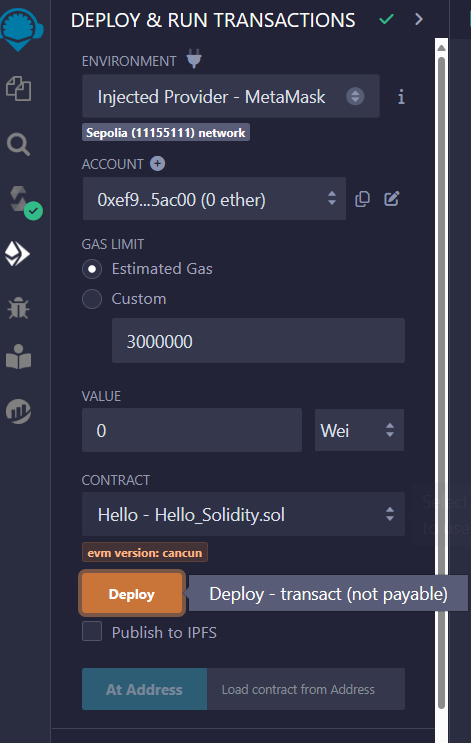 DEPLOY & RUN TRANSACTIONS
ENVIRONMENT
Injected Provider - MetaMask
Sepolia (11155111) network
ACCOUNT
0xef9...5ac00 (0 ether)
GAS LIMIT
Estimated Gas
Custom
3000000
VALUE
0 Wei
CONTRACT
Hello - Hello_Solidity.sol
evm version: cancun
Deploy
Deploy - transact (not payable)
Publish to IPFS
At Address Load contract from Address